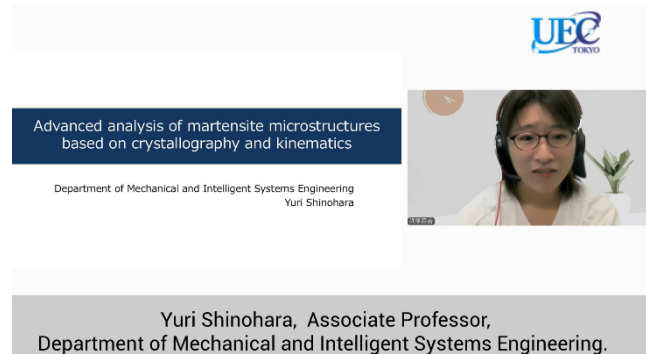 UEC
TOKYO
Advanced analysis of martensite microstructures
based on crystallography and kinematics
Department of Mechanical and Intelligent Systems Engineering
Yuri Shinohara
Yuri Shinohara, Associate Professor,
Department of Mechanical and Intelligent Systems Engineering.